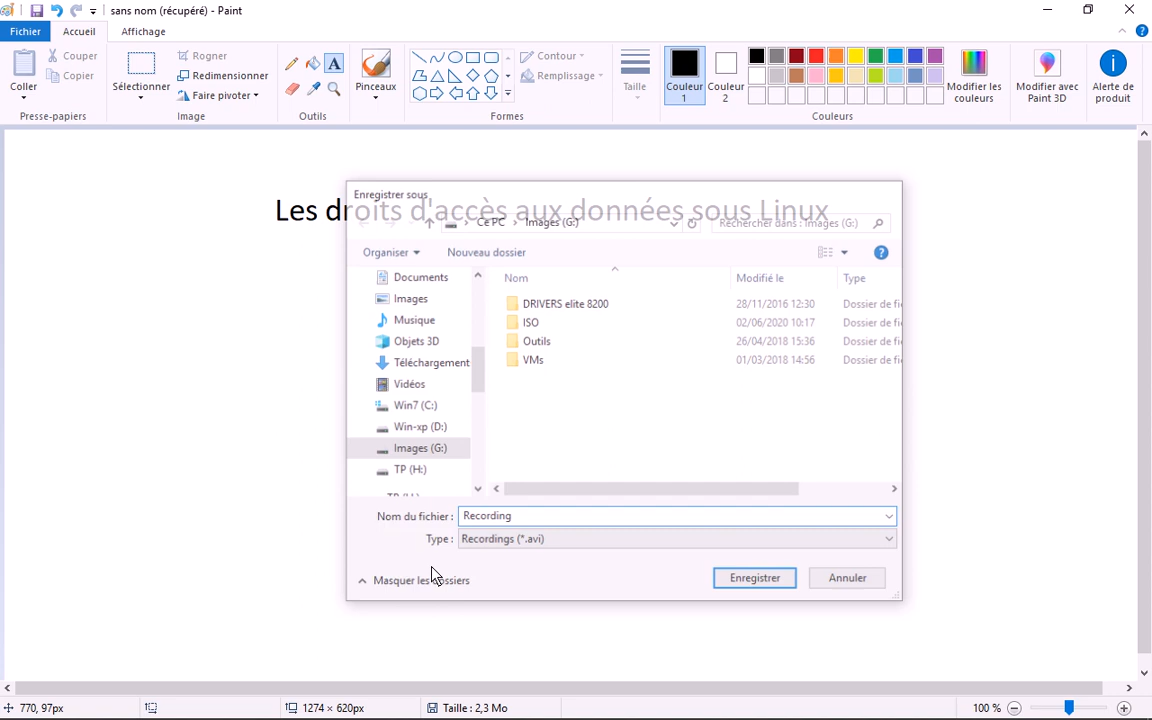 sans nom (récupéré) - Paint
Fichier Accueil Affichage
Coller
Couper
Copier
Presse-papiers
Sélectionner
Rogner
Redimensionner
Faire pivoter
Image
Outils
Pinceaux
Formes
Contour
Remplissage
Taille
Couleur 1
Couleur 2
Modifier les couleurs
Couleurs
Modifier avec Paint 3D
Alerte de produit
Les droits d'accès aux données sous Linux
Enregistrer sous
Ce PC › Images (G:)
Rechercher dans : Images (G:)
Organiser Nouveau dossier
Documents
Images
Musique
Objets 3D
Téléchargement
Vidéos
Win7 (C:)
Win-xp (D:)
Images (G:)
TP (H:)
Nom Modifié le Type
DRIVERS elite 8200 28/11/2016 12:30 Dossier de fi
ISO 02/06/2020 10:17 Dossier de fi
Outils 26/04/2018 15:36 Dossier de fi
VMs 01/03/2018 14:56 Dossier de fi
Nom du fichier : Recording
Type : Recordings (*.avi)
Masquer les dossiers
Enregistrer Annuler
770, 97px
1274 × 620px
Taille : 2,3 Mo
100 %